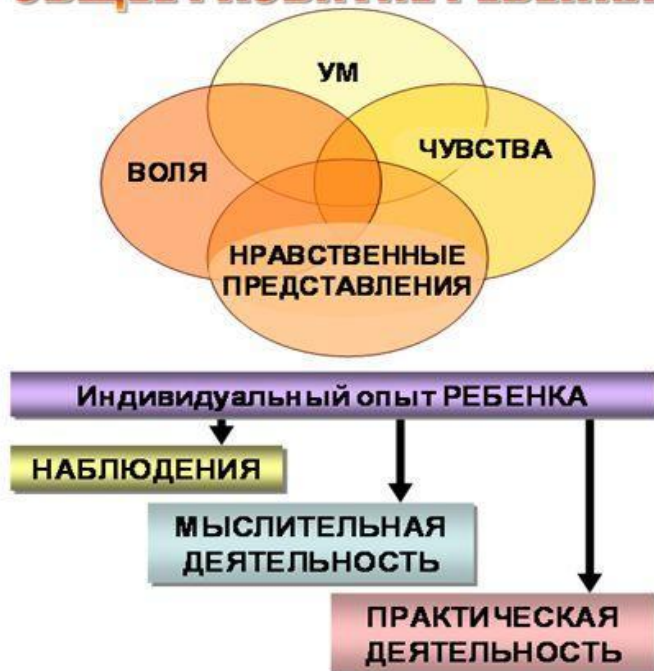 УМ
ВОЛЯ
ЧУВСТВА
НРАВСТВЕННЫЕ
ПРЕДСТАВЛЕНИЯ
Индивидуальный опыт РЕБЕНКА
НАБЛЮДЕНИЯ
МЫСЛИТЕЛЬНАЯ
ДЕЯТЕЛЬНОСТЬ
ПРАКТИЧЕСКАЯ
ДЕЯТЕЛЬНОСТЬ